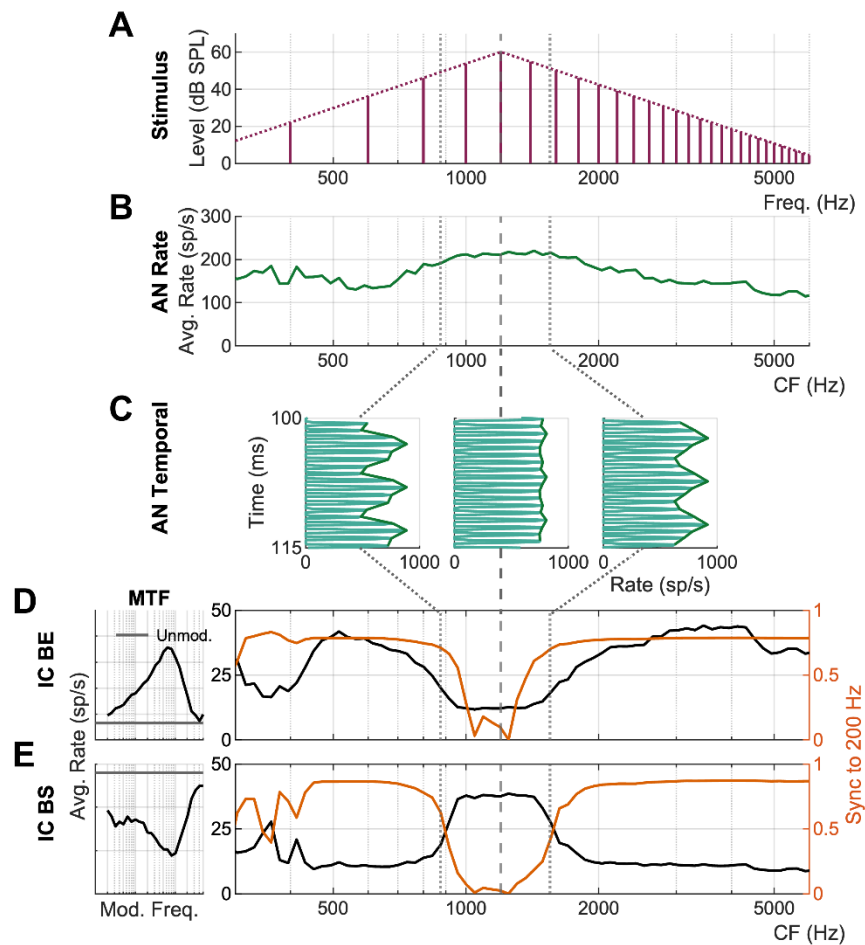 A
Stimulus
Level (dB SPL)
60
40
20
0
500 1000 2000 5000
Freq. (Hz)
B
AN Rate
Avg. Rate (sp/s)
300
200
100
0
500 1000 2000 5000
CF (Hz)
C
AN Temporal
Time (ms)
100
115
0 1000 0 1000 0 1000
Rate (sp/s)
D
MTF
IC BE
Unmod.
50
25
0
1
0.5
0
E
IC BS
Avg. Rate (sp/s)
50
25
0
1
0.5
0
Sync to 200 Hz
Mod. Freq.
500 1000 2000 5000
CF (Hz)